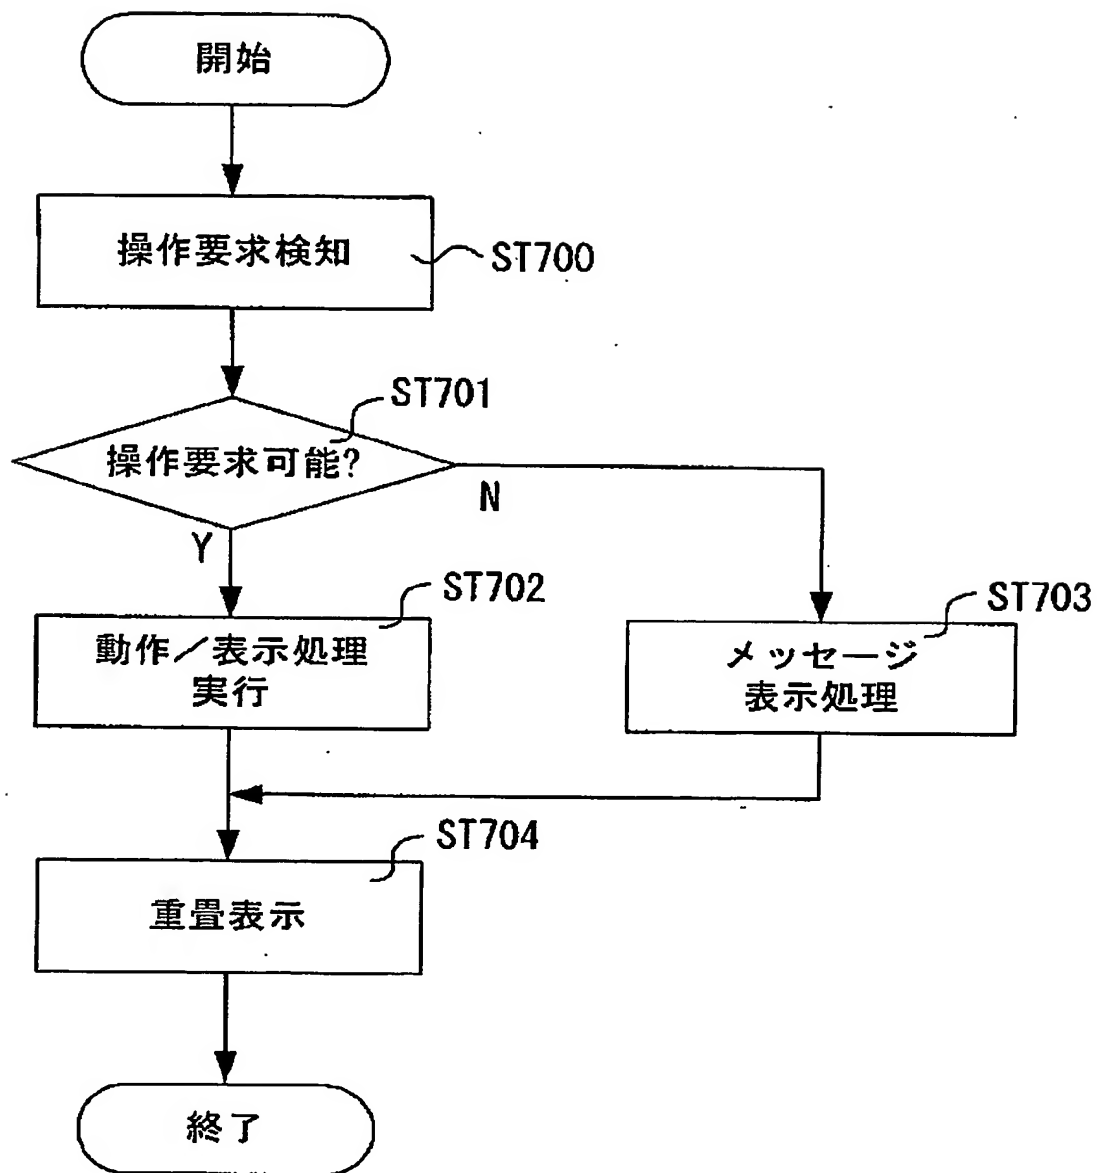 開始
操作要求検知
ST700
ST701
操作要求可能?
N
Y
ST702
動作/表示処理
実行
ST703
メッセージ
表示処理
ST704
重畳表示
終了